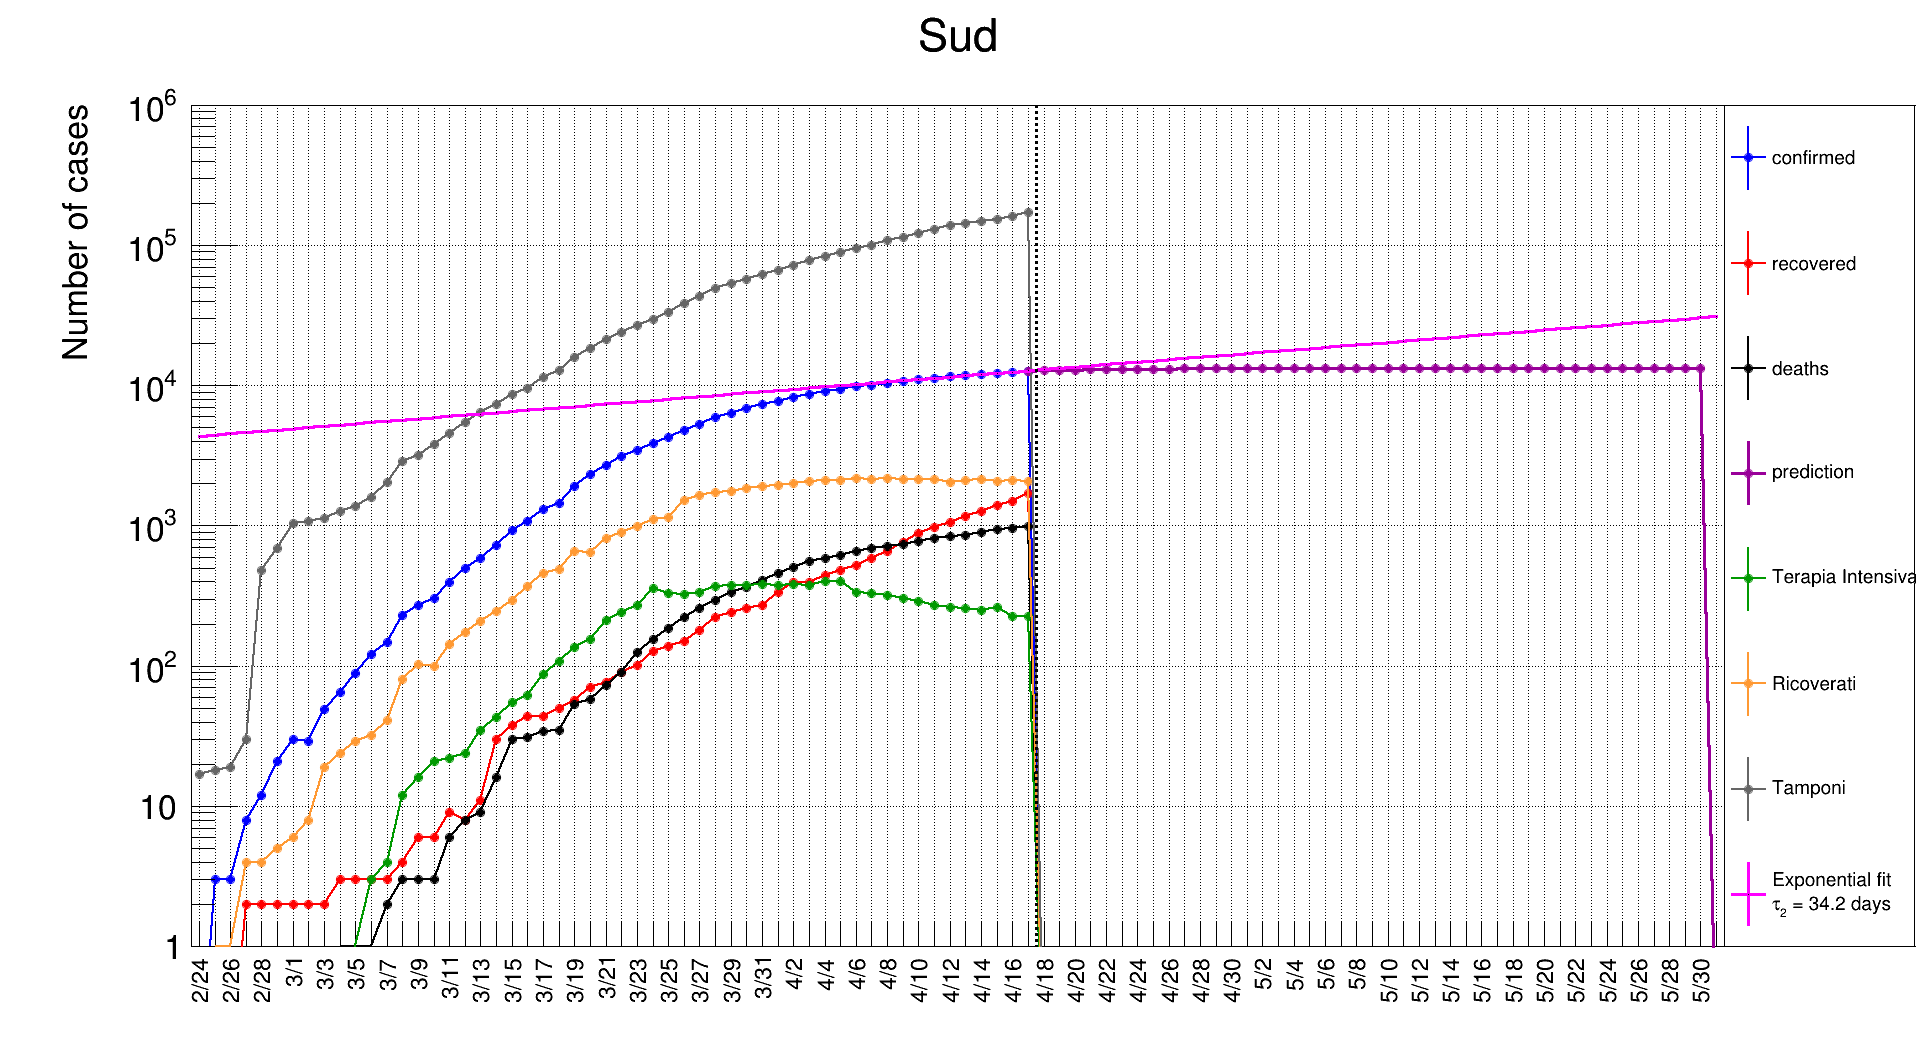 Sud
Number of cases
10^6
10^5
10^4
10^3
10^2
10
1
2/24 2/26 2/28 3/1 3/3 3/5 3/7 3/9 3/11 3/13 3/15 3/17 3/19 3/21 3/23 3/25 3/27 3/29 3/31 4/2 4/4 4/6 4/8 4/10 4/12 4/14 4/16 4/18 4/20 4/22 4/24 4/26 4/28 4/30 5/2 5/4 5/6 5/8 5/10 5/12 5/14 5/16 5/18 5/20 5/22 5/24 5/26 5/28 5/30
confirmed
recovered
deaths
prediction
Terapia Intensiva
Ricoverati
Tamponi
Exponential fit
τ₂ = 34.2 days